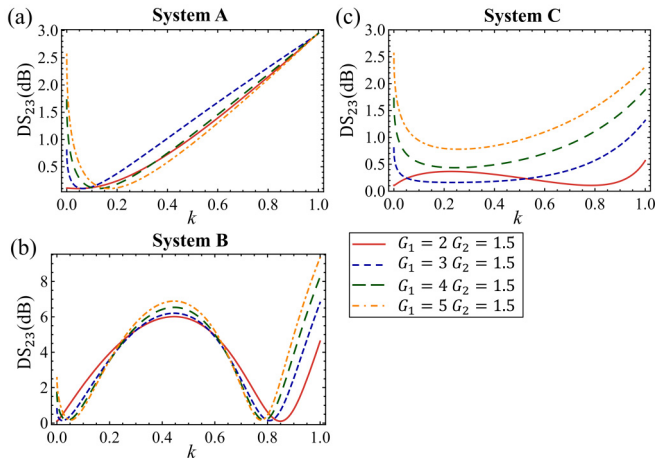 (a) System A
3.0
2.5
2.0
1.5
1.0
0.5
DS23(dB)
0.0 0.2 0.4 0.6 0.8 1.0
k
(c) System C
3.0
2.5
2.0
1.5
1.0
0.5
0.0
DS23(dB)
0.0 0.2 0.4 0.6 0.8 1.0
k
(b) System B
8
6
4
2
0
DS23(dB)
0.0 0.2 0.4 0.6 0.8 1.0
k
G1 = 2 G2 = 1.5
G1 = 3 G2 = 1.5
G1 = 4 G2 = 1.5
G1 = 5 G2 = 1.5